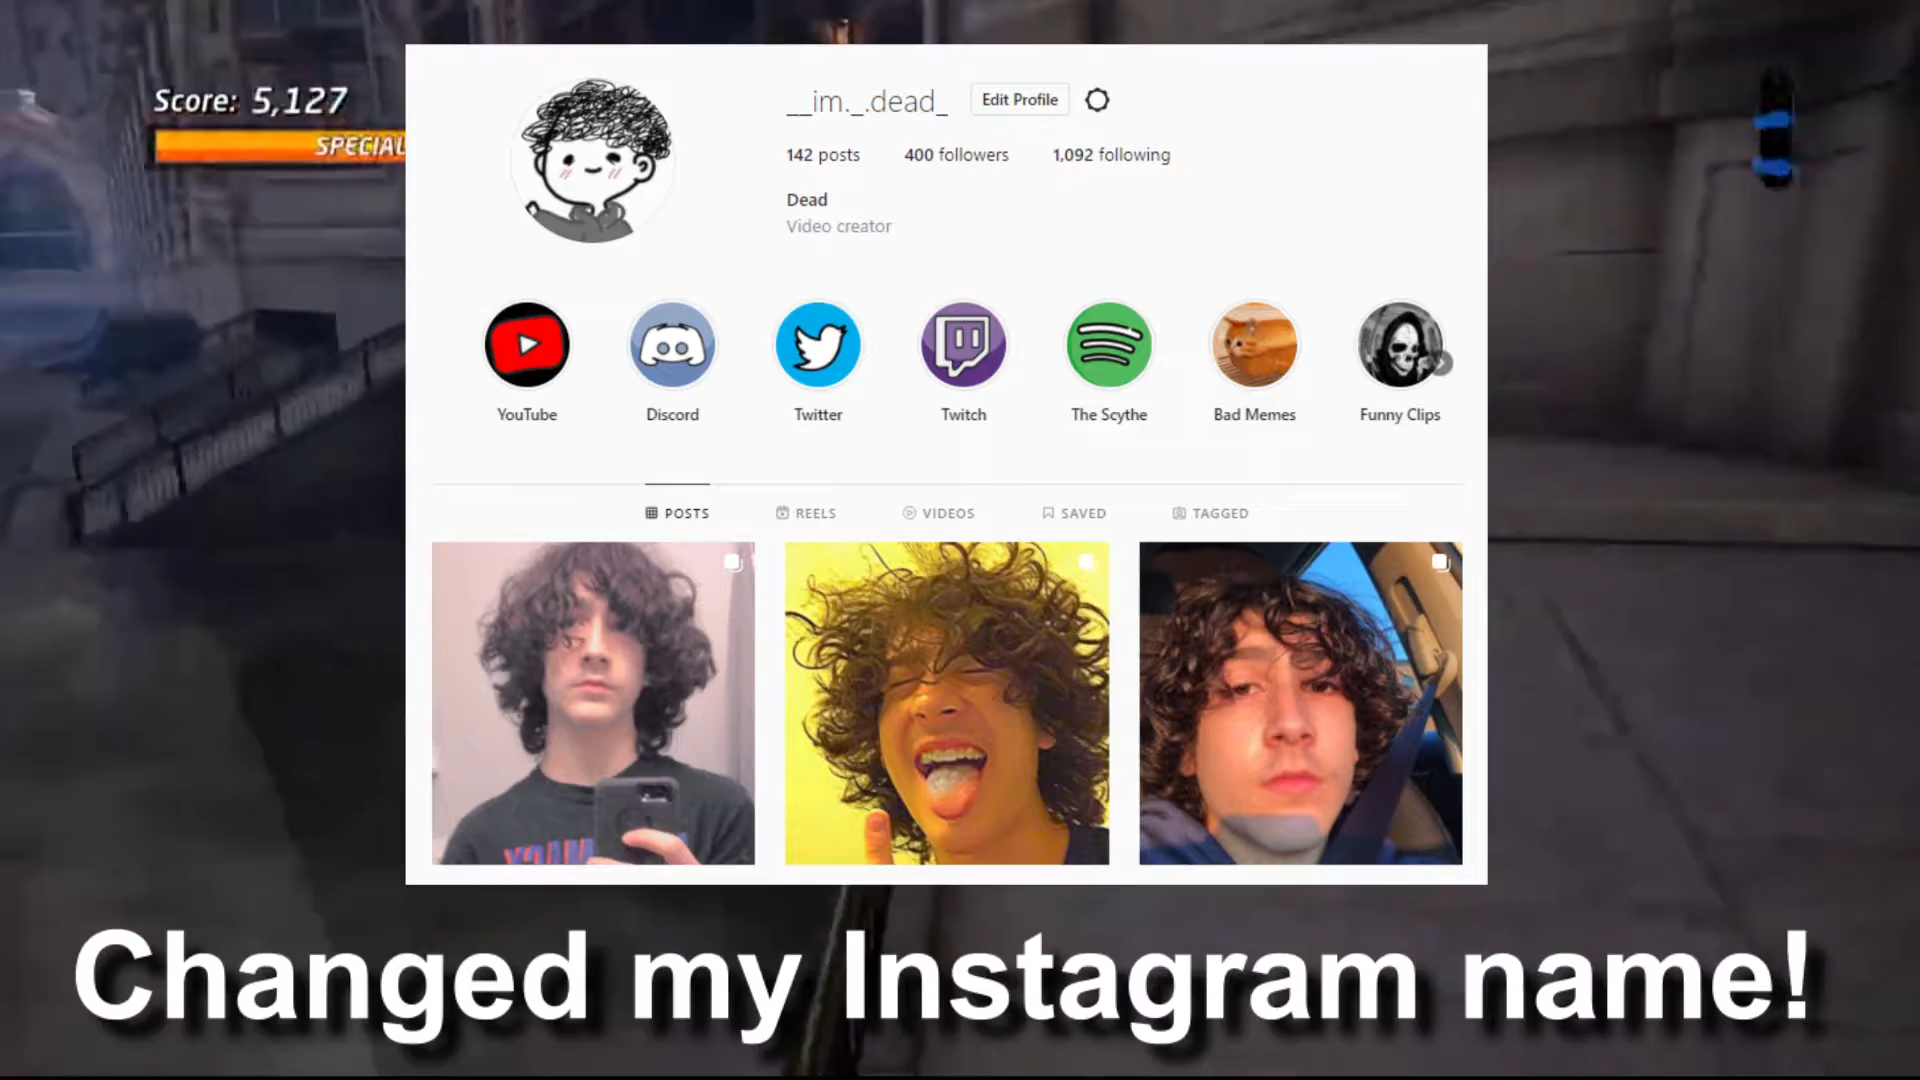 Score: 5,127
SPECIAL
__im._.dead_
Edit Profile
142 posts 400 followers 1,092 following
Dead
Video creator
YouTube Discord Twitter Twitch The Scythe Bad Memes Funny Clips
POSTS REELS VIDEOS SAVED TAGGED
Changed my Instagram name!